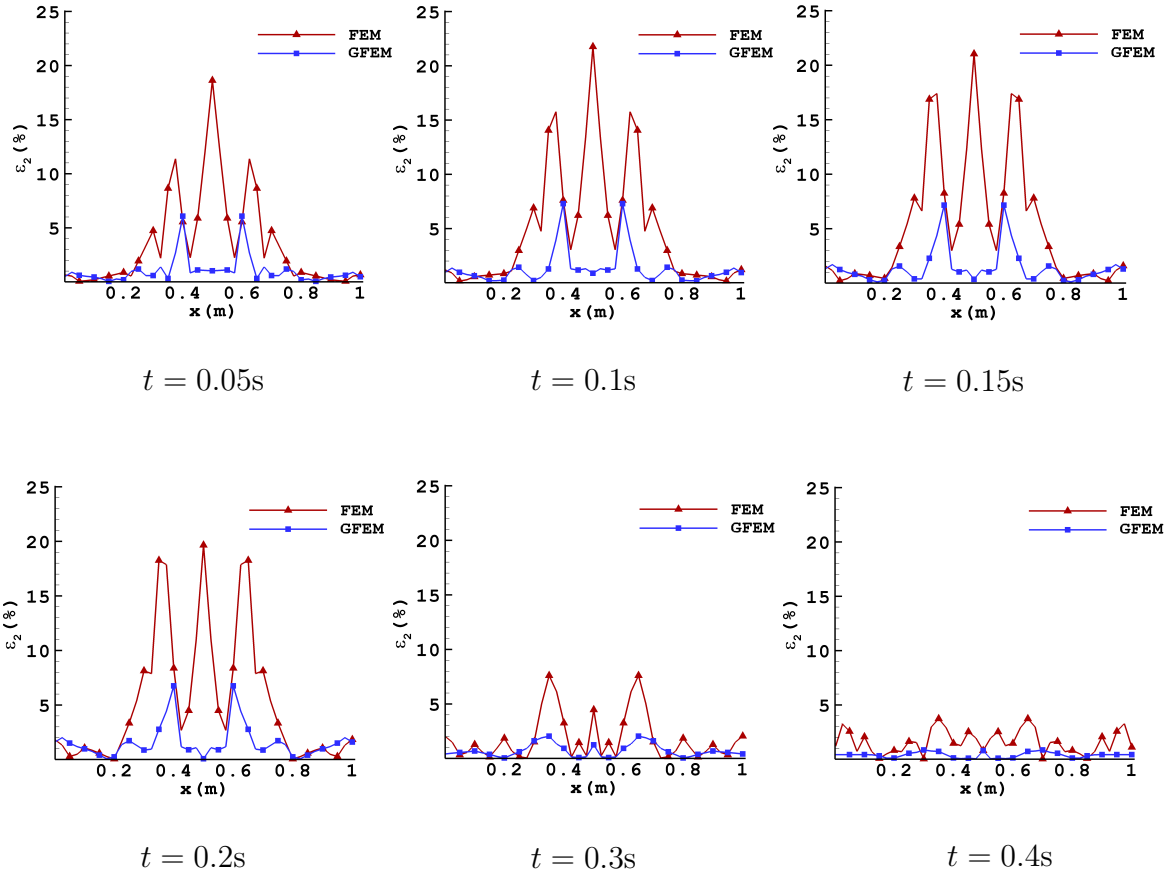 25
20
15
10
5
ε₂(%)
FEM
GFEM
0.2 0.4 0.6 0.8 1
x(m)
t = 0.05s
25
20
15
10
5
ε₂(%)
FEM
GFEM
0.2 0.4 0.6 0.8 1
x(m)
t = 0.1s
25
20
15
10
5
ε₂(%)
FEM
GFEM
0.2 0.4 0.6 0.8 1
x(m)
t = 0.15s
25
20
15
10
5
ε₂(%)
FEM
GFEM
0.2 0.4 0.6 0.8 1
x(m)
t = 0.2s
25
20
15
10
5
ε₂(%)
FEM
GFEM
0.2 0.4 0.6 0.8 1
x(m)
t = 0.3s
25
20
15
10
5
ε₂(%)
FEM
GFEM
0.2 0.4 0.6 0.8 1
x(m)
t = 0.4s